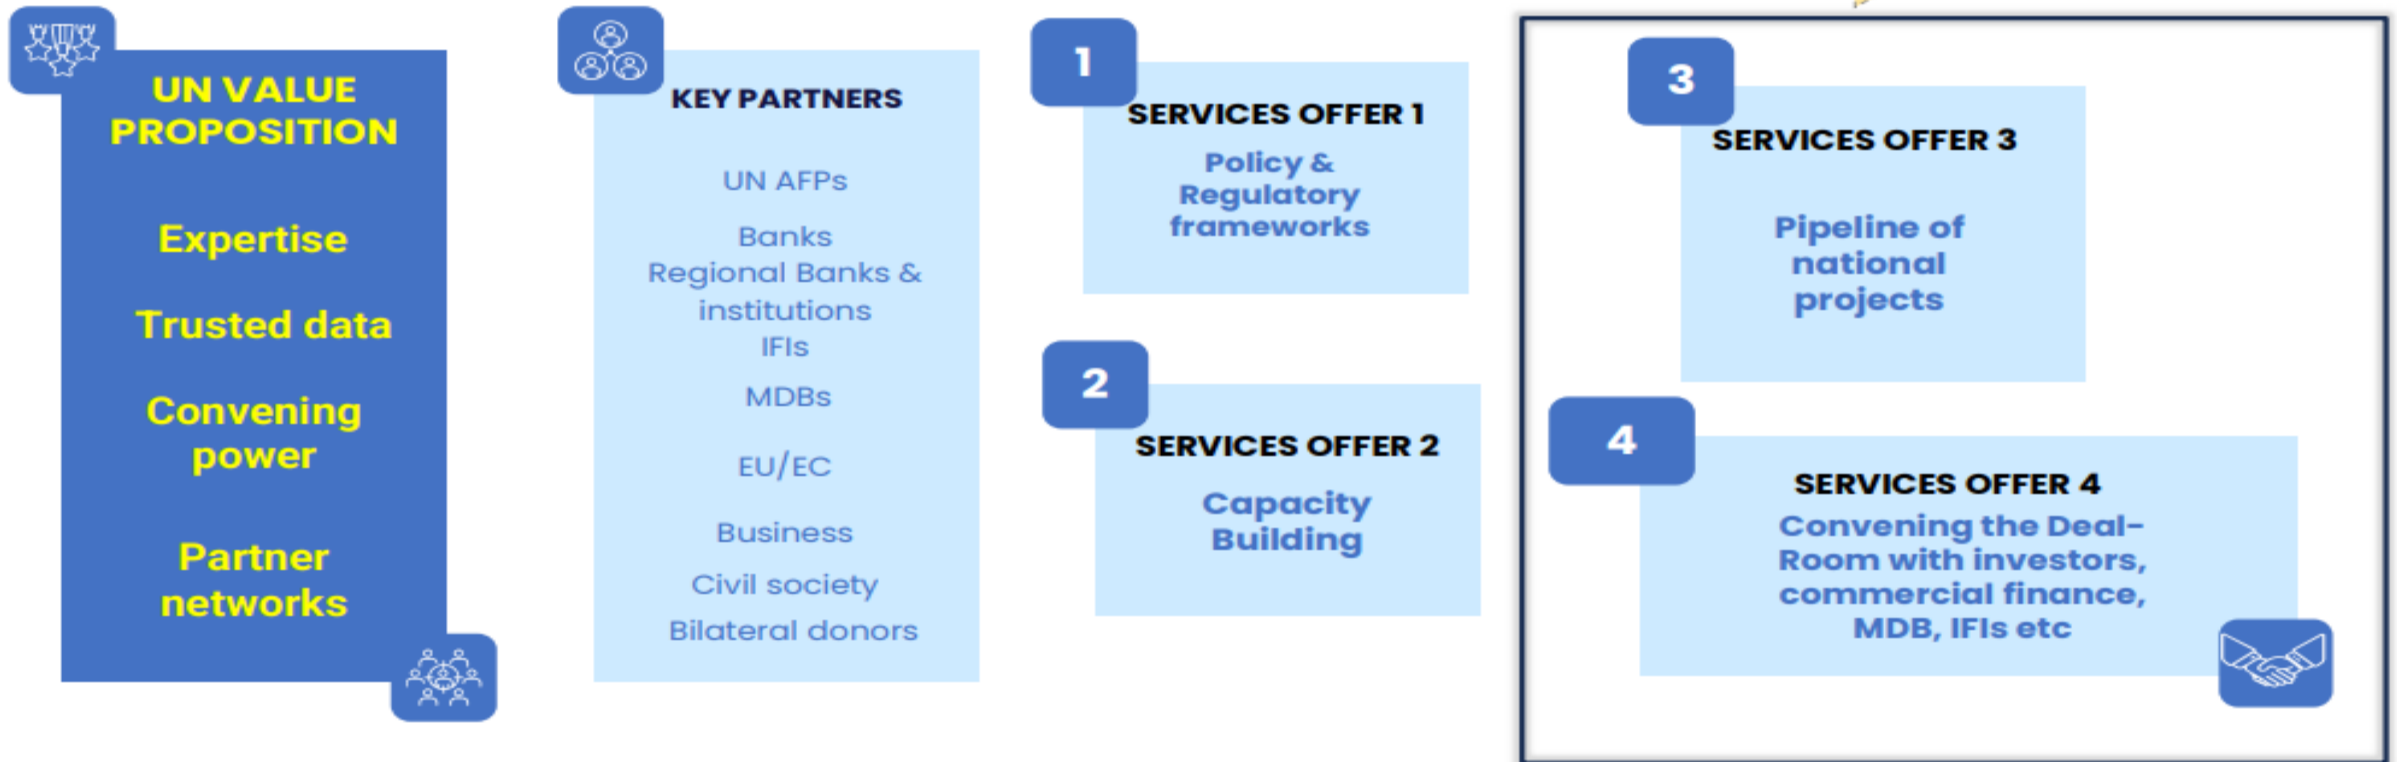 UN VALUE
PROPOSITION
Expertise
Trusted data
Convening
power
Partner
networks
KEY PARTNERS
UN AFPs
Banks
Regional Banks &
institutions
IFIs
MDBs
EU/EC
Business
Civil society
Bilateral donors
1
SERVICES OFFER 1
Policy &
Regulatory
frameworks
2
SERVICES OFFER 2
Capacity
Building
3
SERVICES OFFER 3
Pipeline of
national
projects
4
SERVICES OFFER 4
Convening the Deal-
Room with investors,
commercial finance,
MDB, IFIs etc